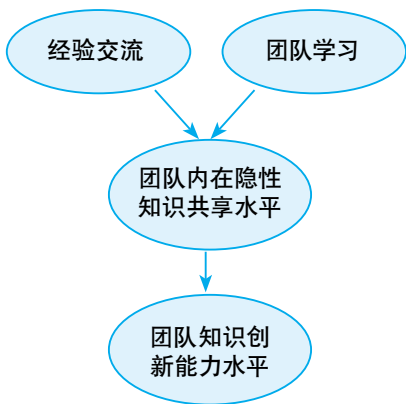 经验交流
团队学习
团队内在隐性
知识共享水平
团队知识创
新能力水平